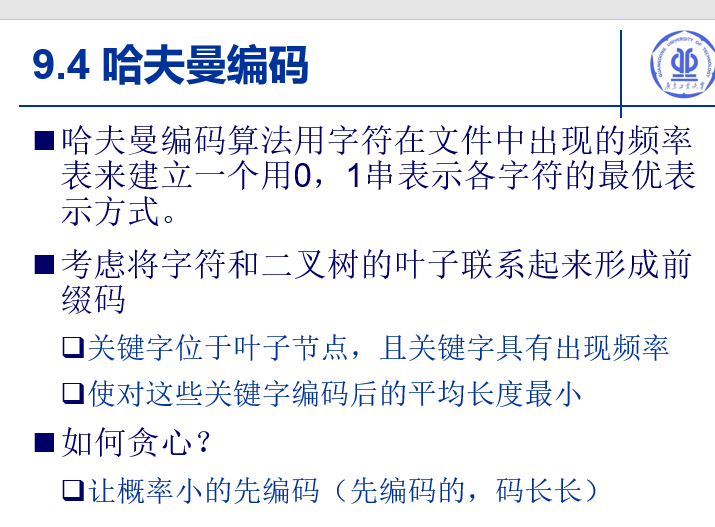 9.4 哈夫曼编码
哈夫曼编码算法用字符在文件中出现的频率
表来建立一个用0，1串表示各字符的最优表
示方式。
考虑将字符和二叉树的叶子联系起来形成前
缀码
关键字位于叶子节点，且关键字具有出现频率
使对这些关键字编码后的平均长度最小
如何贪心？
让概率小的先编码（先编码的，码长长）